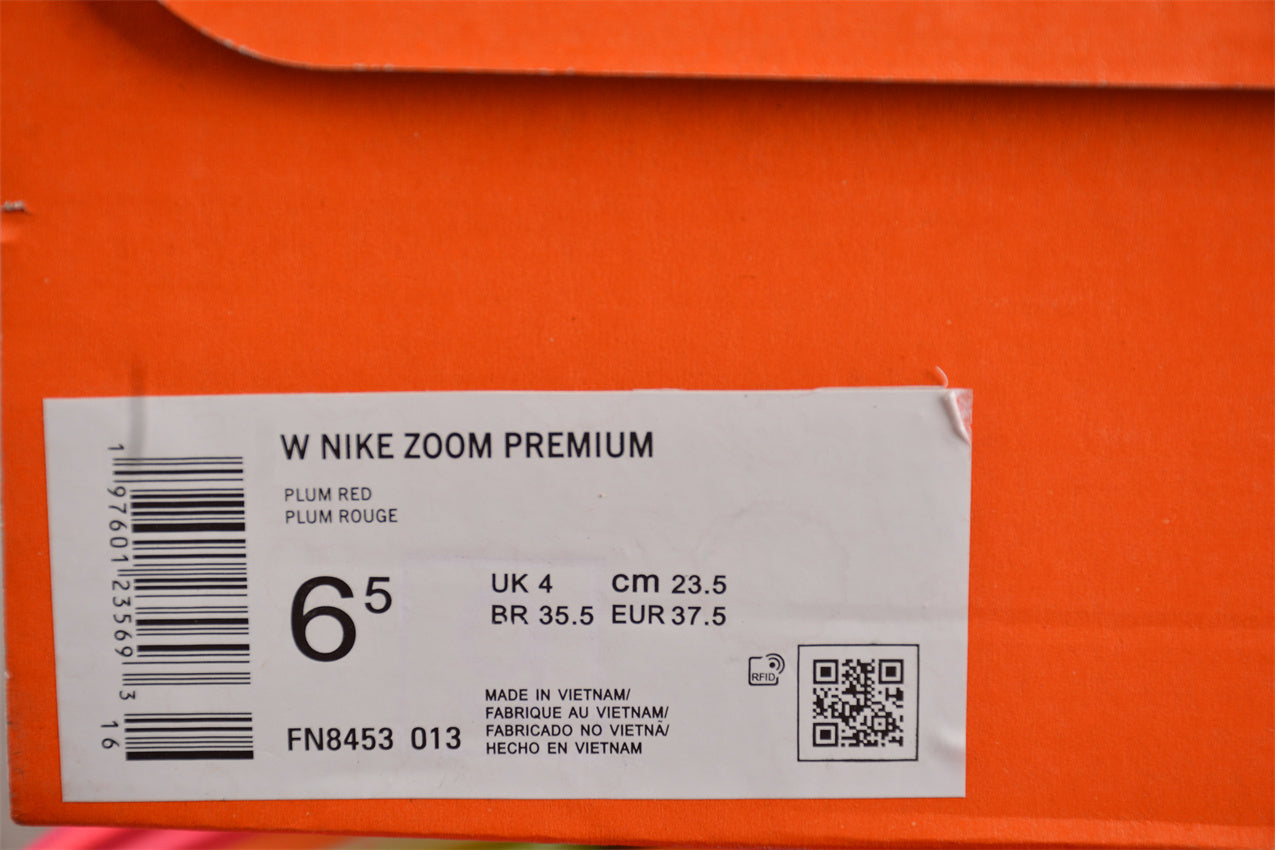 W NIKE ZOOM PREMIUM
PLUM RED
PLUM ROUGE
6 5
UK 4 cm 23.5
BR 35.5 EUR 37.5
RFID
MADE IN VIETNAM/
FABRIQUE AU VIETNAM/
FABRICADO NO VIETNÃ/
HECHO EN VIETNAM
FN8453 013
1 97601 23569 3 16